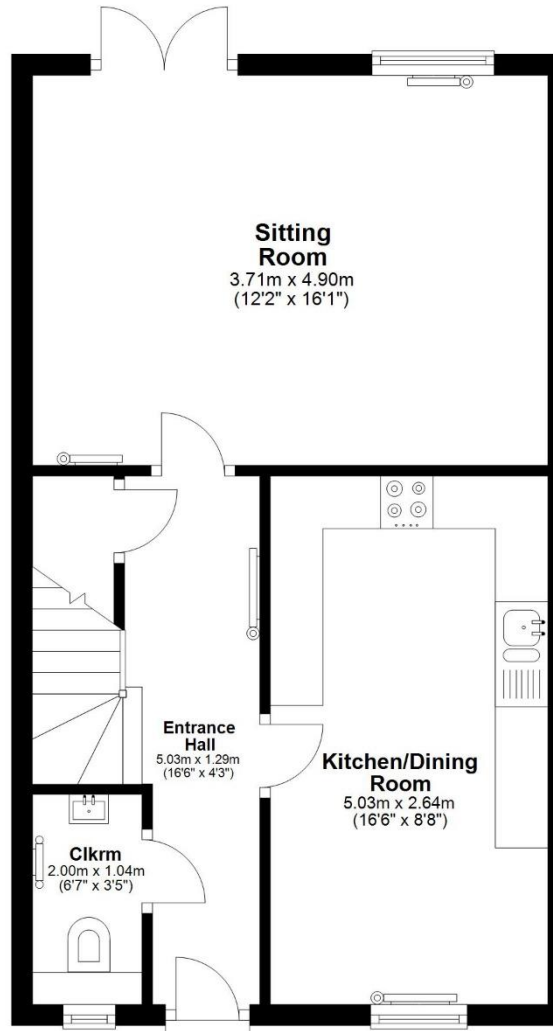 Sitting
Room
3.71m x 4.90m
(12'2" x 16'1")
Entrance
Hall
5.03m x 1.29m
(16'6" x 4'3")
Kitchen/Dining
Room
5.03m x 2.64m
(16'6" x 8'8")
Clkrm
2.00m x 1.04m
(6'7" x 3'5")